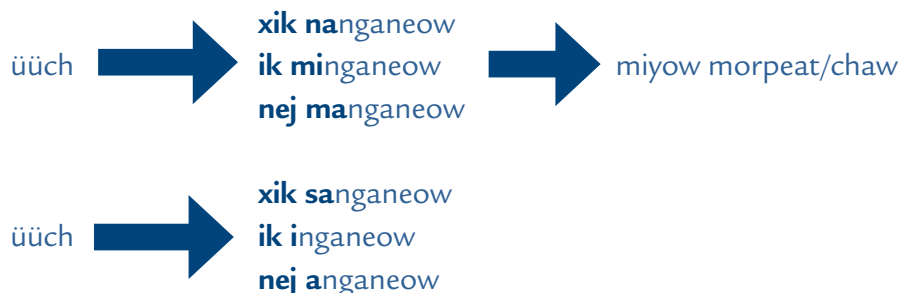 xik nanganeow
üüch ik minganeow miyow morpeat/chaw
nej manganeow
xik sanganeow
üüch ik inganeow
nej anganeow